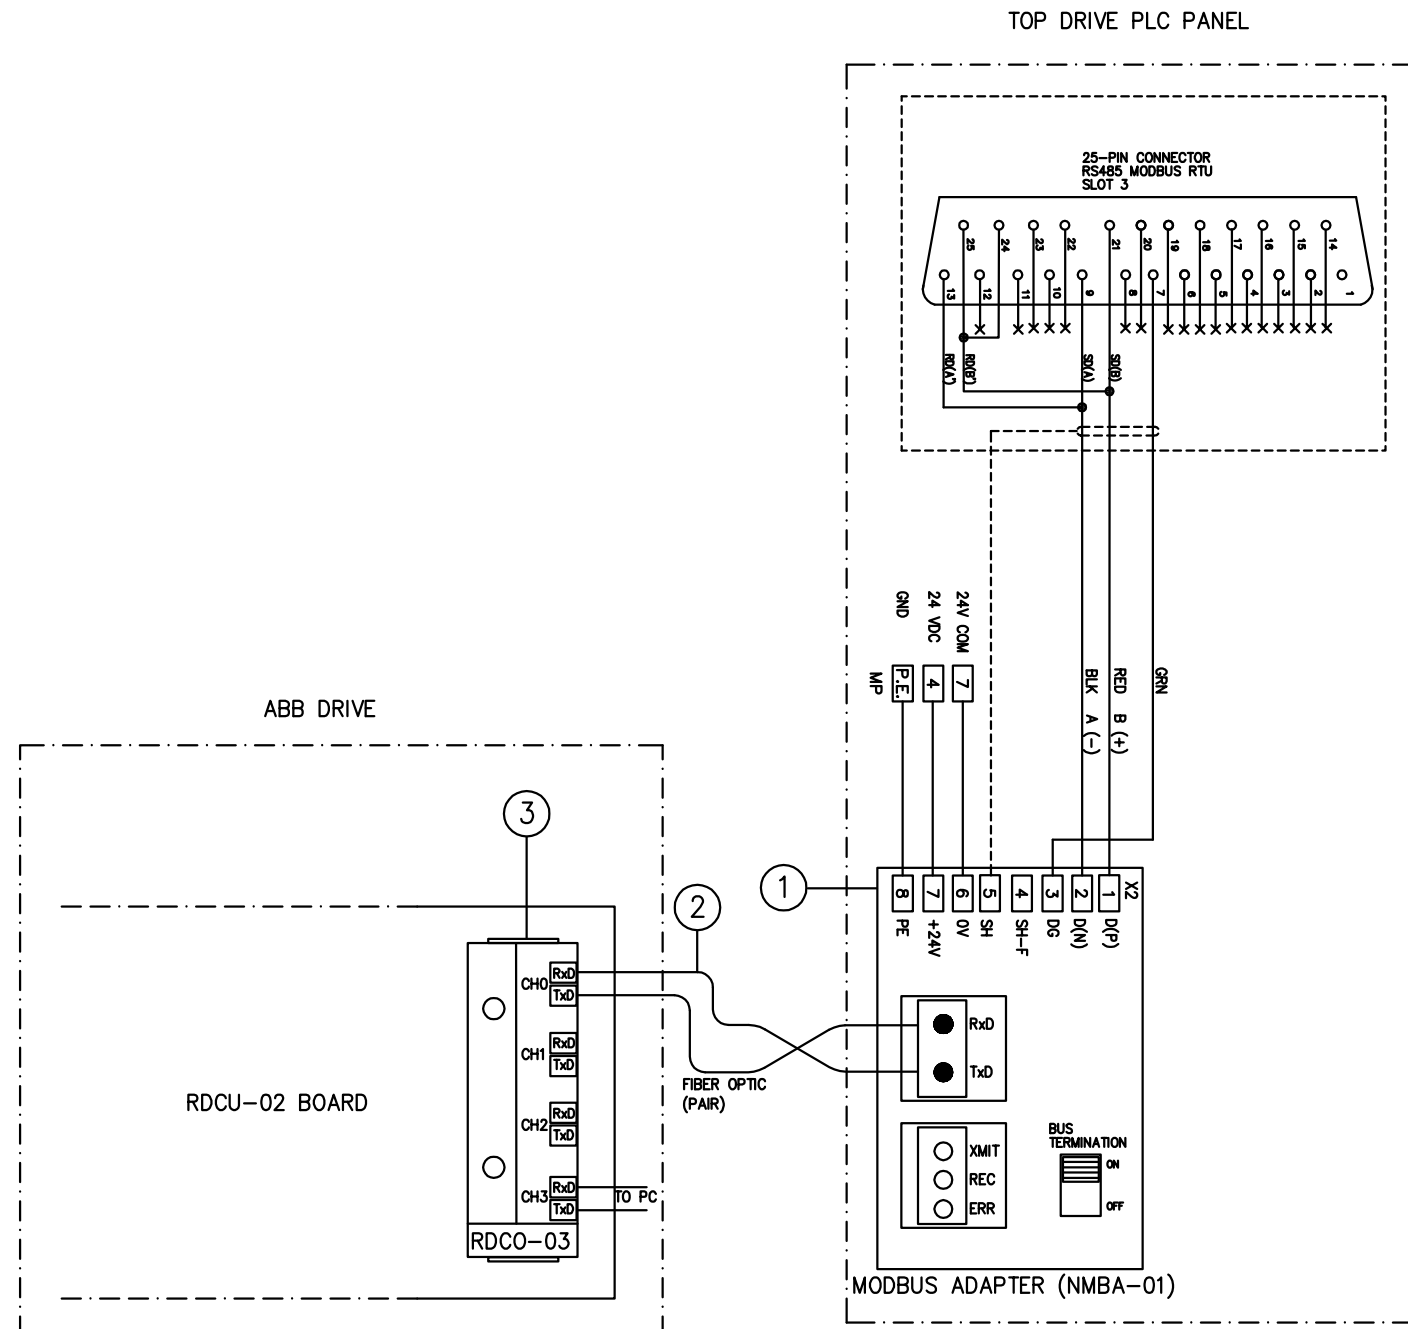 TOP DRIVE PLC PANEL
25-PIN CONNECTOR
RS485 MODBUS RTU
SLOT 3
25 24 23 22 21 20 19 18 17 16 15 14
13 12 11 10 9 8 7 6 5 4 3 2 1
RD(A')
RD(B')
SD(A)
SD(B)
GND
24 VDC
24V COM
MP
P.E.
4
7
BLK A (-)
RED B (+)
GRN
ABB DRIVE
3
2
1
X2
8 7 6 5 4 3 2 1
PE
+24V
0V
SH
SH-F
DG
D(N)
D(P)
CH0
RxD
TxD
CH1
RxD
TxD
CH2
RxD
TxD
CH3
RxD
TxD
TO PC
RDCU-02 BOARD
RDCO-03
FIBER OPTIC
(PAIR)
RxD
TxD
XMIT
REC
ERR
BUS
TERMINATION
ON
OFF
MODBUS ADAPTER (NMBA-01)